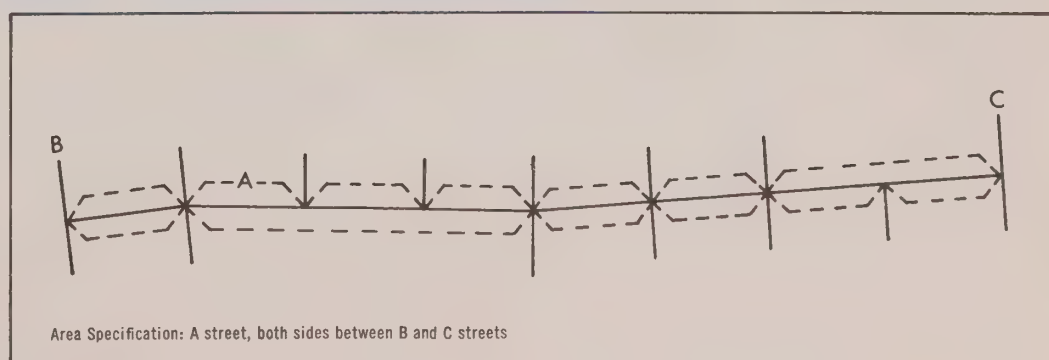 C
B
A
Area Specification: A street, both sides between B and C streets